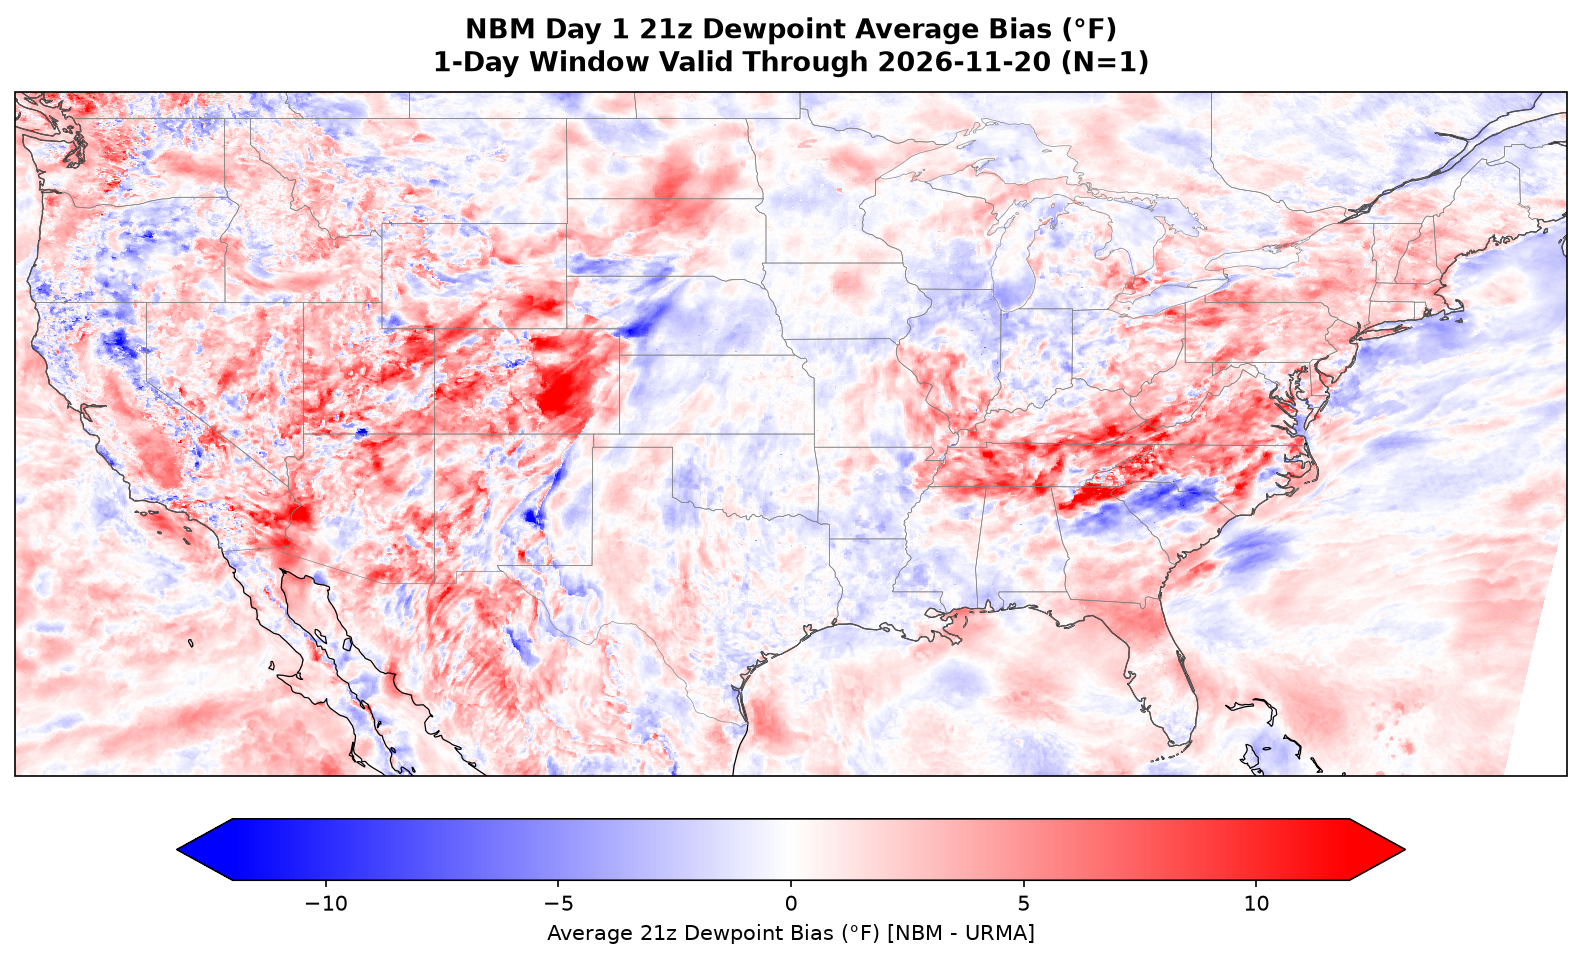 NBM Day 1 21z Dewpoint Average Bias (°F)
1-Day Window Valid Through 2026-11-20 (N=1)
−10 −5 0 5 10
Average 21z Dewpoint Bias (°F) [NBM - URMA]